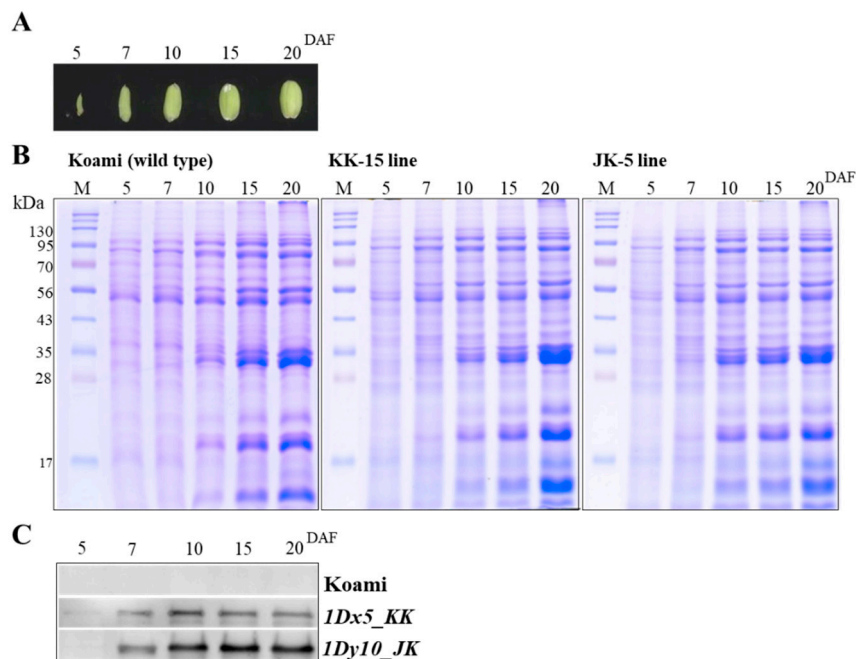 A
5 7 10 15 20 DAF
B
Koami (wild type) KK-15 line JK-5 line
M 5 7 10 15 20 M 5 7 10 15 20 M 5 7 10 15 20 DAF
kDa
130
95
70
56
43
35
28
17
C
5 7 10 15 20 DAF
Koami
1Dx5_KK
1Dy10_JK